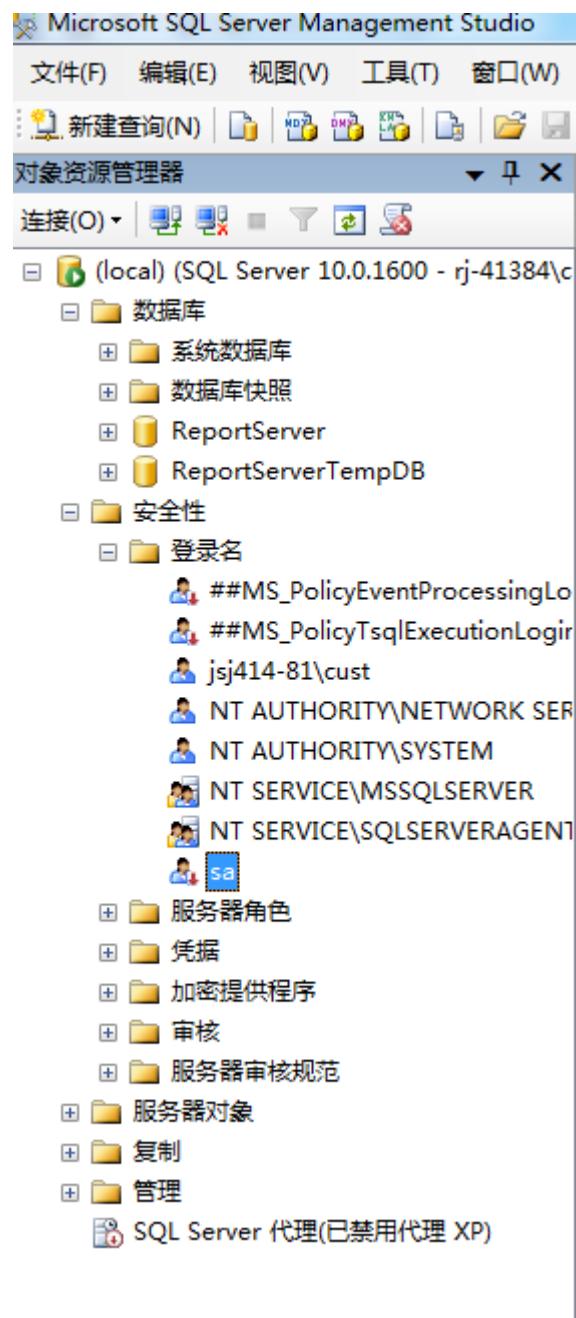 Microsoft SQL Server Management Studio
文件(F) 编辑(E) 视图(V) 工具(T) 窗口(W)
新建查询(N)
对象资源管理器
连接(O)
(local) (SQL Server 10.0.1600 - rj-41384\c
数据库
系统数据库
数据库快照
ReportServer
ReportServerTempDB
安全性
登录名
##MS_PolicyEventProcessingLo
##MS_PolicyTsqlExecutionLogin
jsj414-81\cust
NT AUTHORITY\NETWORK SER
NT AUTHORITY\SYSTEM
NT SERVICE\MSSQLSERVER
NT SERVICE\SQLSERVERAGENT
sa
服务器角色
凭据
加密提供程序
审核
服务器审核规范
服务器对象
复制
管理
SQL Server 代理(已禁用代理 XP)